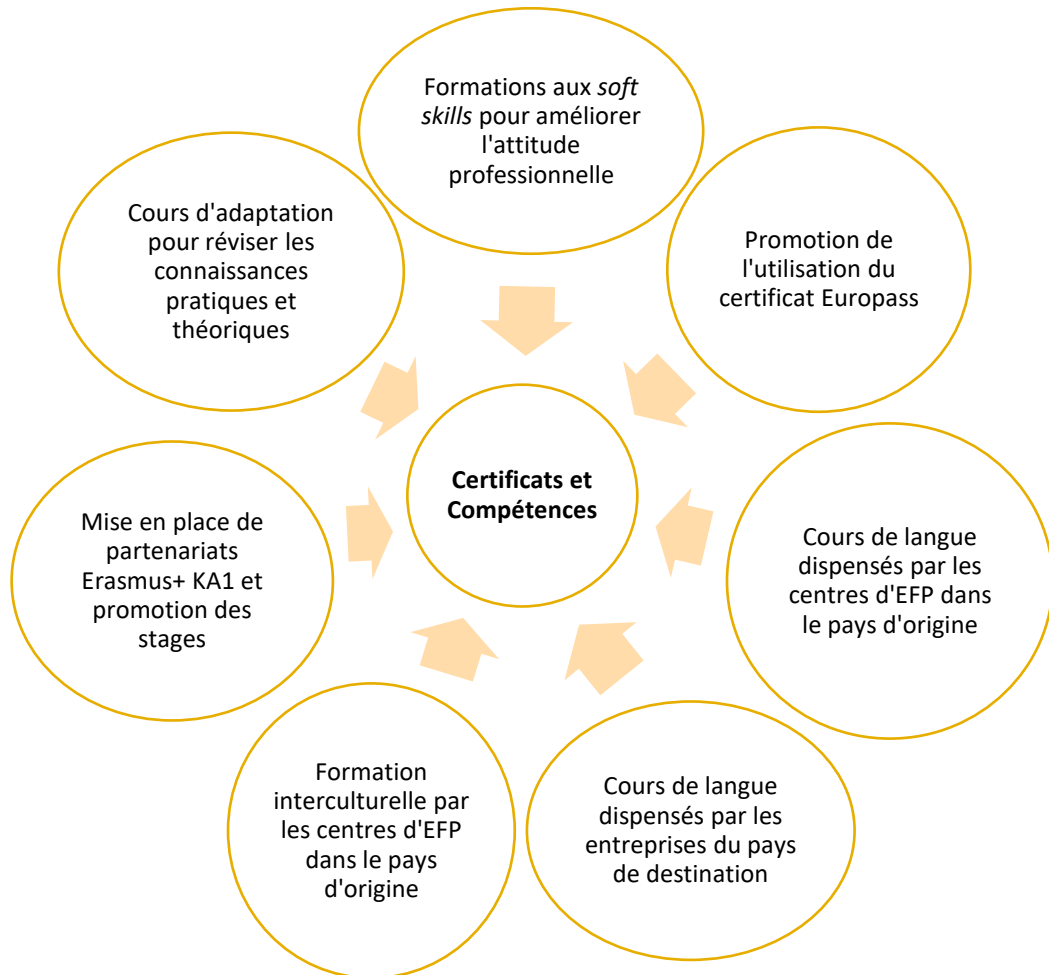 Formations aux soft
skills pour améliorer
l'attitude
professionnelle
Promotion de
l'utilisation du
certificat Europass
Cours de langue
dispensés par les
centres d'EFP dans
le pays d'origine
Cours de langue
dispensés par les
entreprises du pays
de destination
Formation
interculturelle par
les centres d'EFP
dans le pays
d'origine
Mise en place de
partenariats
Erasmus+ KA1 et
promotion des
stages
Cours d'adaptation
pour réviser les
connaissances
pratiques et
théoriques
Certificats et
Compétences